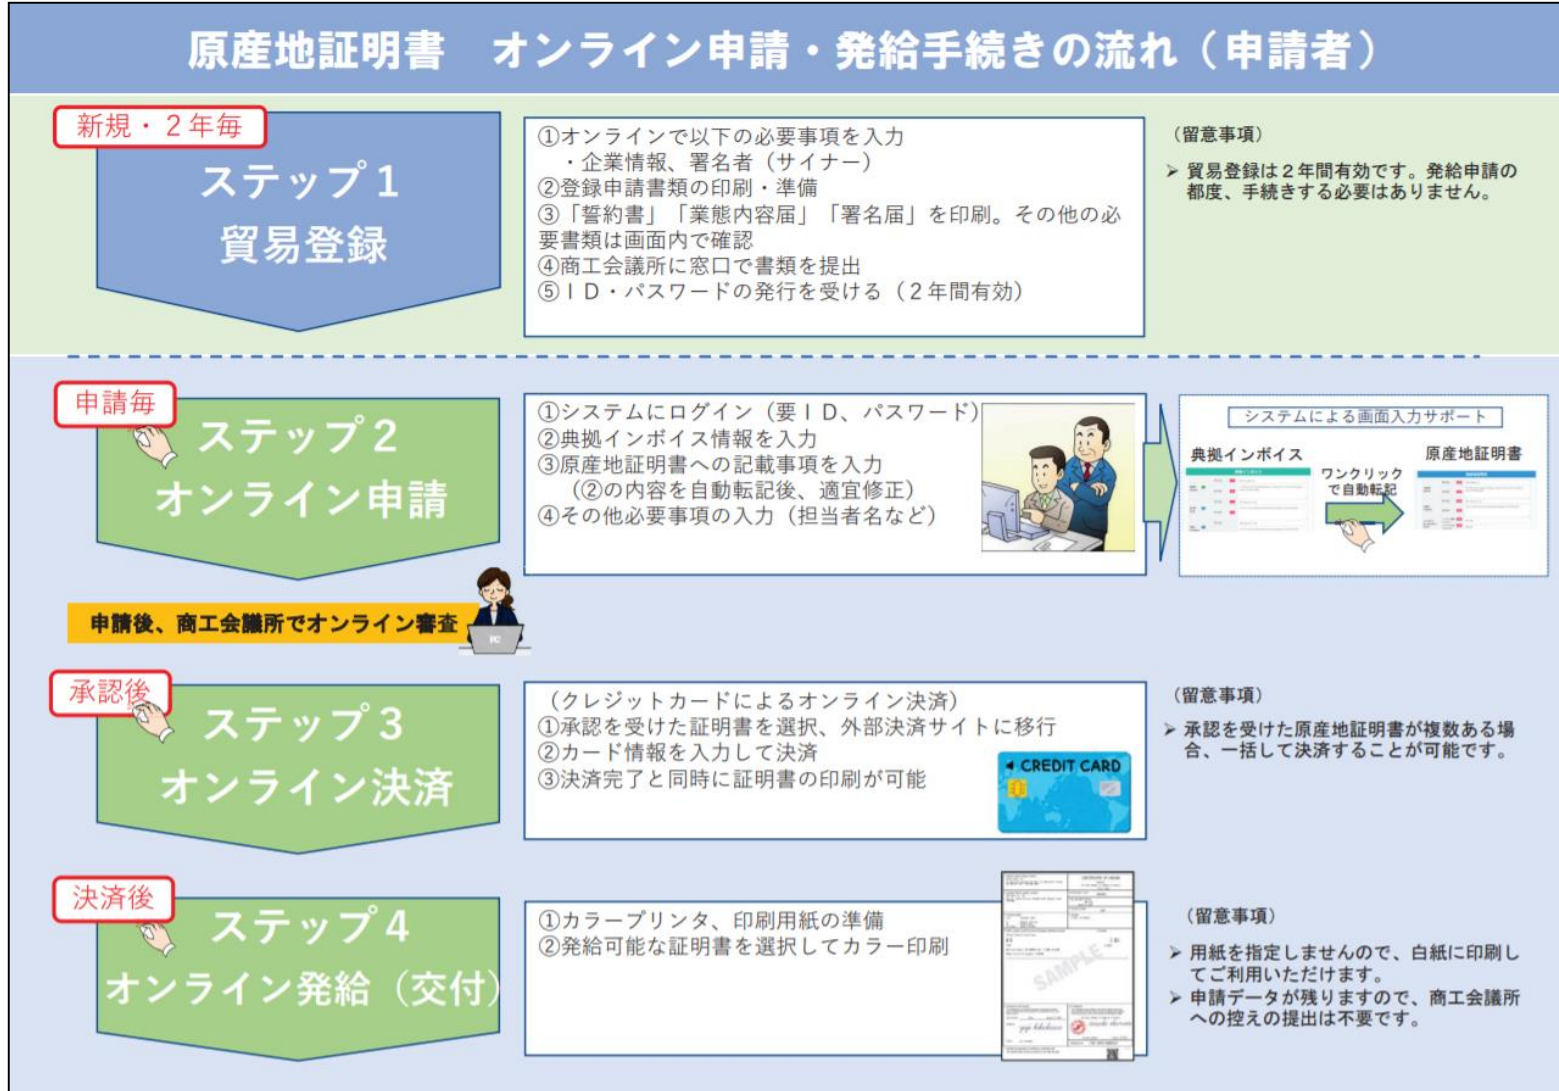 原産地証明書　オンライン申請・発給手続きの流れ（申請者）
新規・２年毎
ステップ１
貿易登録
①オンラインで以下の必要事項を入力
・企業情報、署名者（サイナー）
②登録申請書類の印刷・準備
③「誓約書」「業態内容届」「署名届」を印刷。その他の必
要書類は画面内で確認
④商工会議所に窓口で書類を提出
⑤ＩＤ・パスワードの発行を受ける（２年間有効）
（留意事項）
➢ 貿易登録は２年間有効です。発給申請の
都度、手続きする必要はありません。
申請毎
ステップ２
オンライン申請
①システムにログイン（要ＩＤ、パスワード）
②典拠インボイス情報を入力
③原産地証明書への記載事項を入力
（②の内容を自動転記後、適宜修正）
④その他必要事項の入力（担当者名など）
システムによる画面入力サポート
典拠インボイス
原産地証明書
ワンクリック
で自動転記
申請後、商工会議所でオンライン審査
PC
承認後
ステップ３
オンライン決済
（クレジットカードによるオンライン決済）
①承認を受けた証明書を選択、外部決済サイトに移行
②カード情報を入力して決済
③決済完了と同時に証明書の印刷が可能
CREDIT CARD
（留意事項）
➢ 承認を受けた原産地証明書が複数ある場
合、一括して決済することが可能です。
決済後
ステップ４
オンライン発給（交付）
①カラープリンタ、印刷用紙の準備
②発給可能な証明書を選択してカラー印刷
SAMPLE
（留意事項）
➢ 用紙を指定しませんので、白紙に印刷し
てご利用いただけます。
➢ 申請データが残りますので、商工会議所
への控えの提出は不要です。